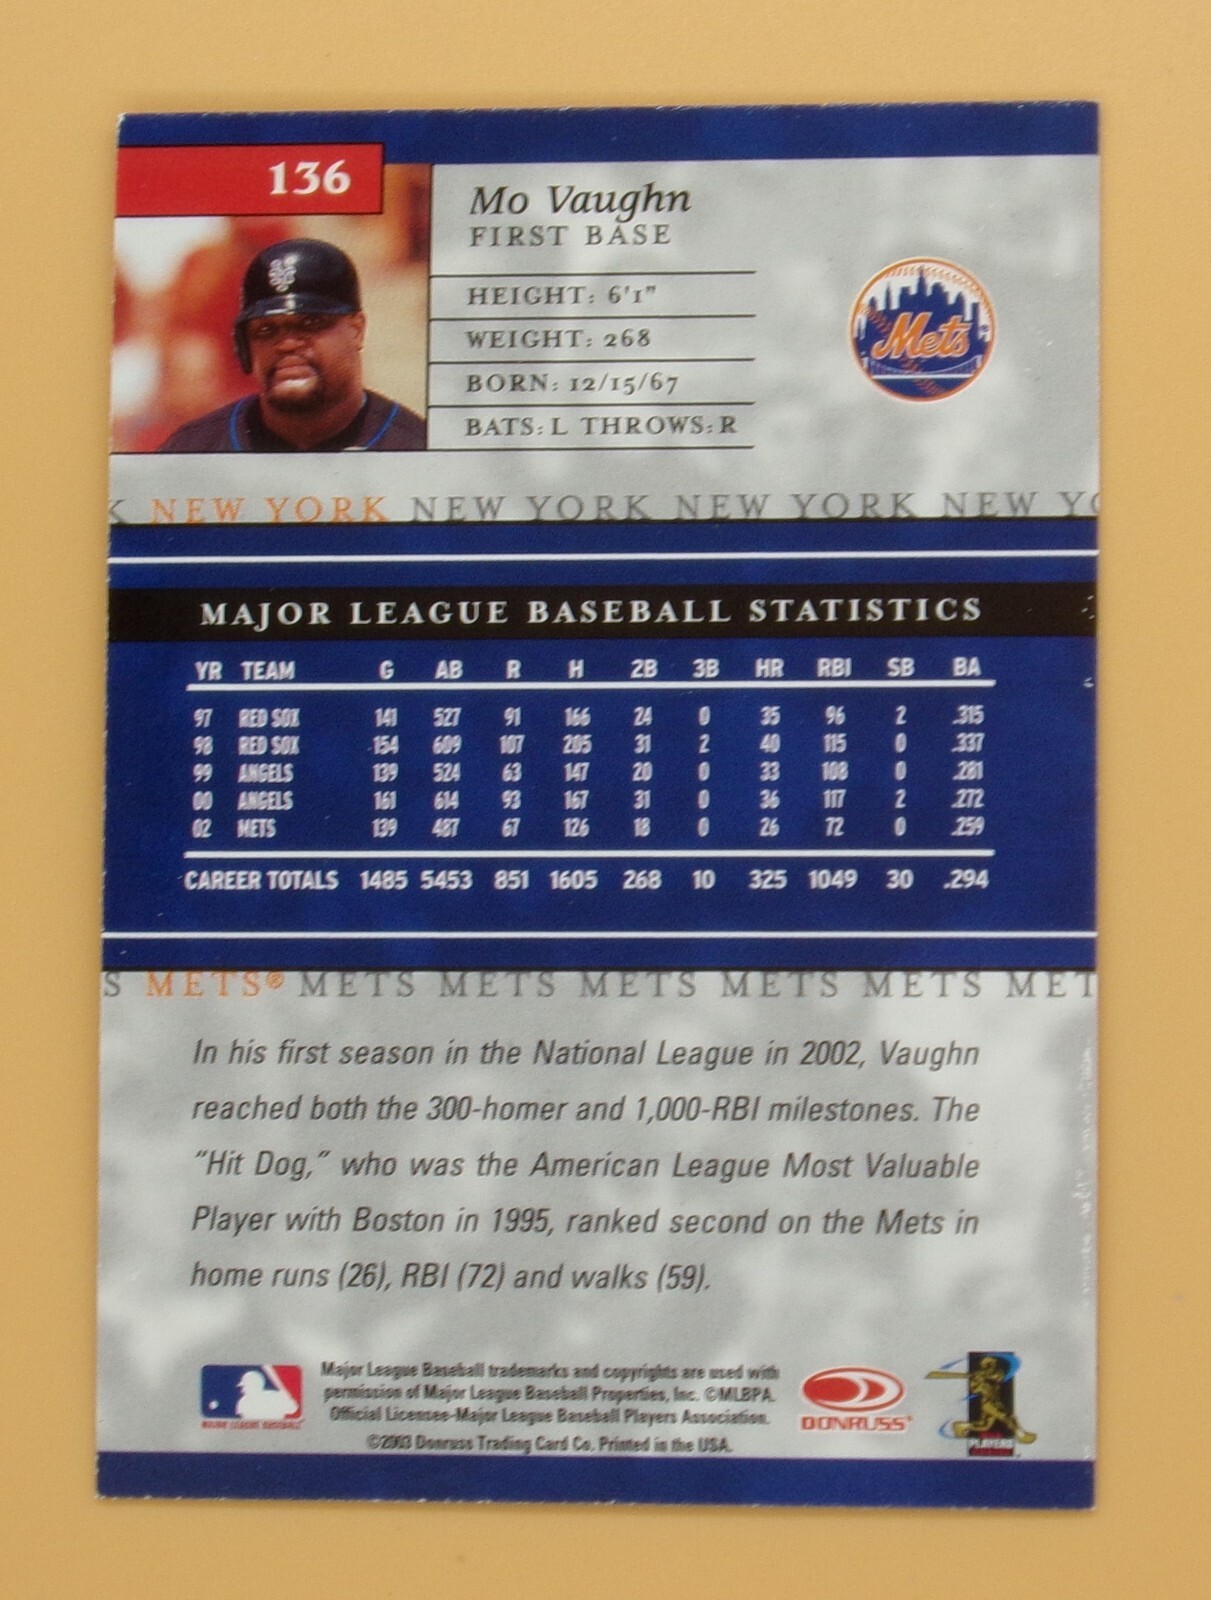 136
Mo Vaughn
FIRST BASE
HEIGHT: 6'1"
WEIGHT: 268
BORN: 12/15/67
BATS: L THROWS: R
Mets
K NEW YORK NEW YORK NEW YORK NEW YO
MAJOR LEAGUE BASEBALL STATISTICS
YR TEAM G AB R H 2B 3B HR RBI SB BA
97 RED SOX 141 527 91 166 24 0 35 96 2 .315
98 RED SOX 154 609 107 205 31 2 40 115 0 .337
99 ANGELS 139 524 63 147 20 0 33 108 0 .281
00 ANGELS 161 614 93 167 31 0 36 117 2 .272
02 METS 139 487 67 126 18 0 26 72 0 .259
CAREER TOTALS 1485 5453 851 1605 268 10 325 1049 30 .294
S METS® METS METS METS METS METS MET
In his first season in the National League in 2002, Vaughn
reached both the 300-homer and 1,000-RBI milestones. The
"Hit Dog," who was the American League Most Valuable
Player with Boston in 1995, ranked second on the Mets in
home runs (26), RBI (72) and walks (59).
Major League Baseball trademarks and copyrights are used with
permission of Major League Baseball Properties, Inc. ©MLBPA.
Official Licensee-Major League Baseball Players Association.
©2003 Donruss Trading Card Co. Printed in the USA.
MAJOR LEAGUE BASEBALL
DONRUSS
PLAYERS